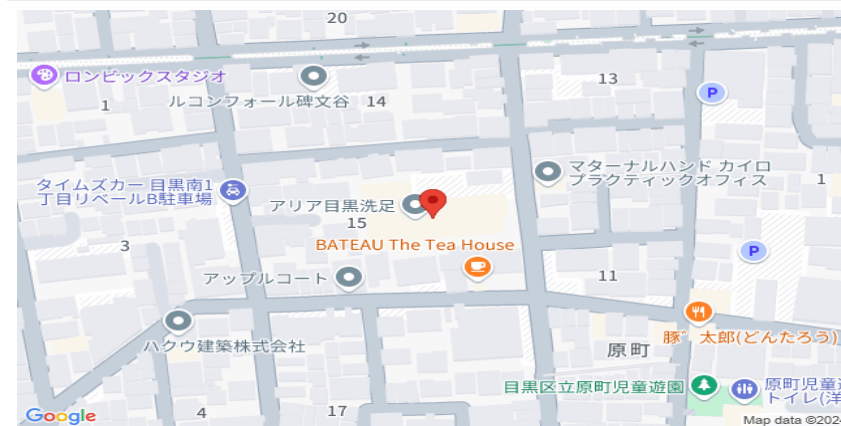 20
ロンビックスタジオ
13
P
1
ルコンフォール碑文谷
14
マターナルハンド カイロ
プラクティックオフィス
1
タイムズカー 目黒南1
丁目リベールB駐車場
アリア目黒洗足
15
3
BATEAU The Tea House
P
アップルコート
11
ハクウ建築株式会社
豚゛太郎(どんたろう)
原町
目黒区立原町児童遊園
原町児童遊
トイレ(洋
4
17
Google
Map data ©2024